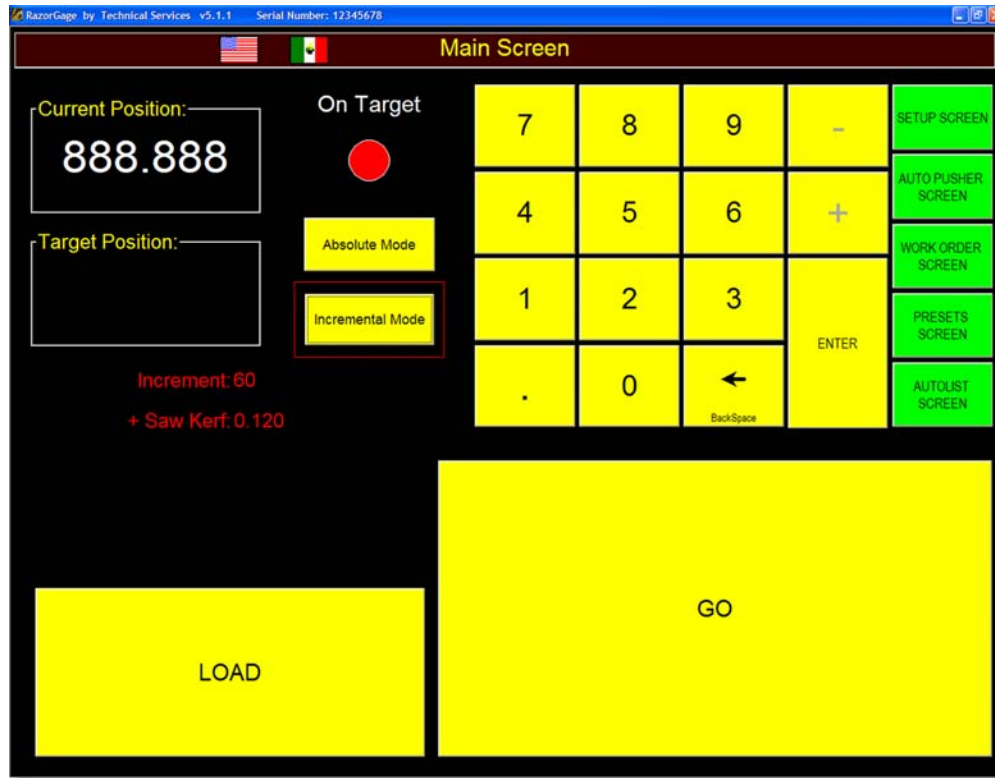 RazorGage by Technical Services v5.1.1 Serial Number: 12345678
Main Screen
Current Position:
888.888
On Target
Target Position:
Absolute Mode
Incremental Mode
Increment: 60
+ Saw Kerf: 0.120
7 8 9 -
4 5 6 +
1 2 3
ENTER
. 0
BackSpace
SETUP SCREEN
AUTO PUSHER
SCREEN
WORK ORDER
SCREEN
PRESETS
SCREEN
AUTOLIST
SCREEN
LOAD
GO